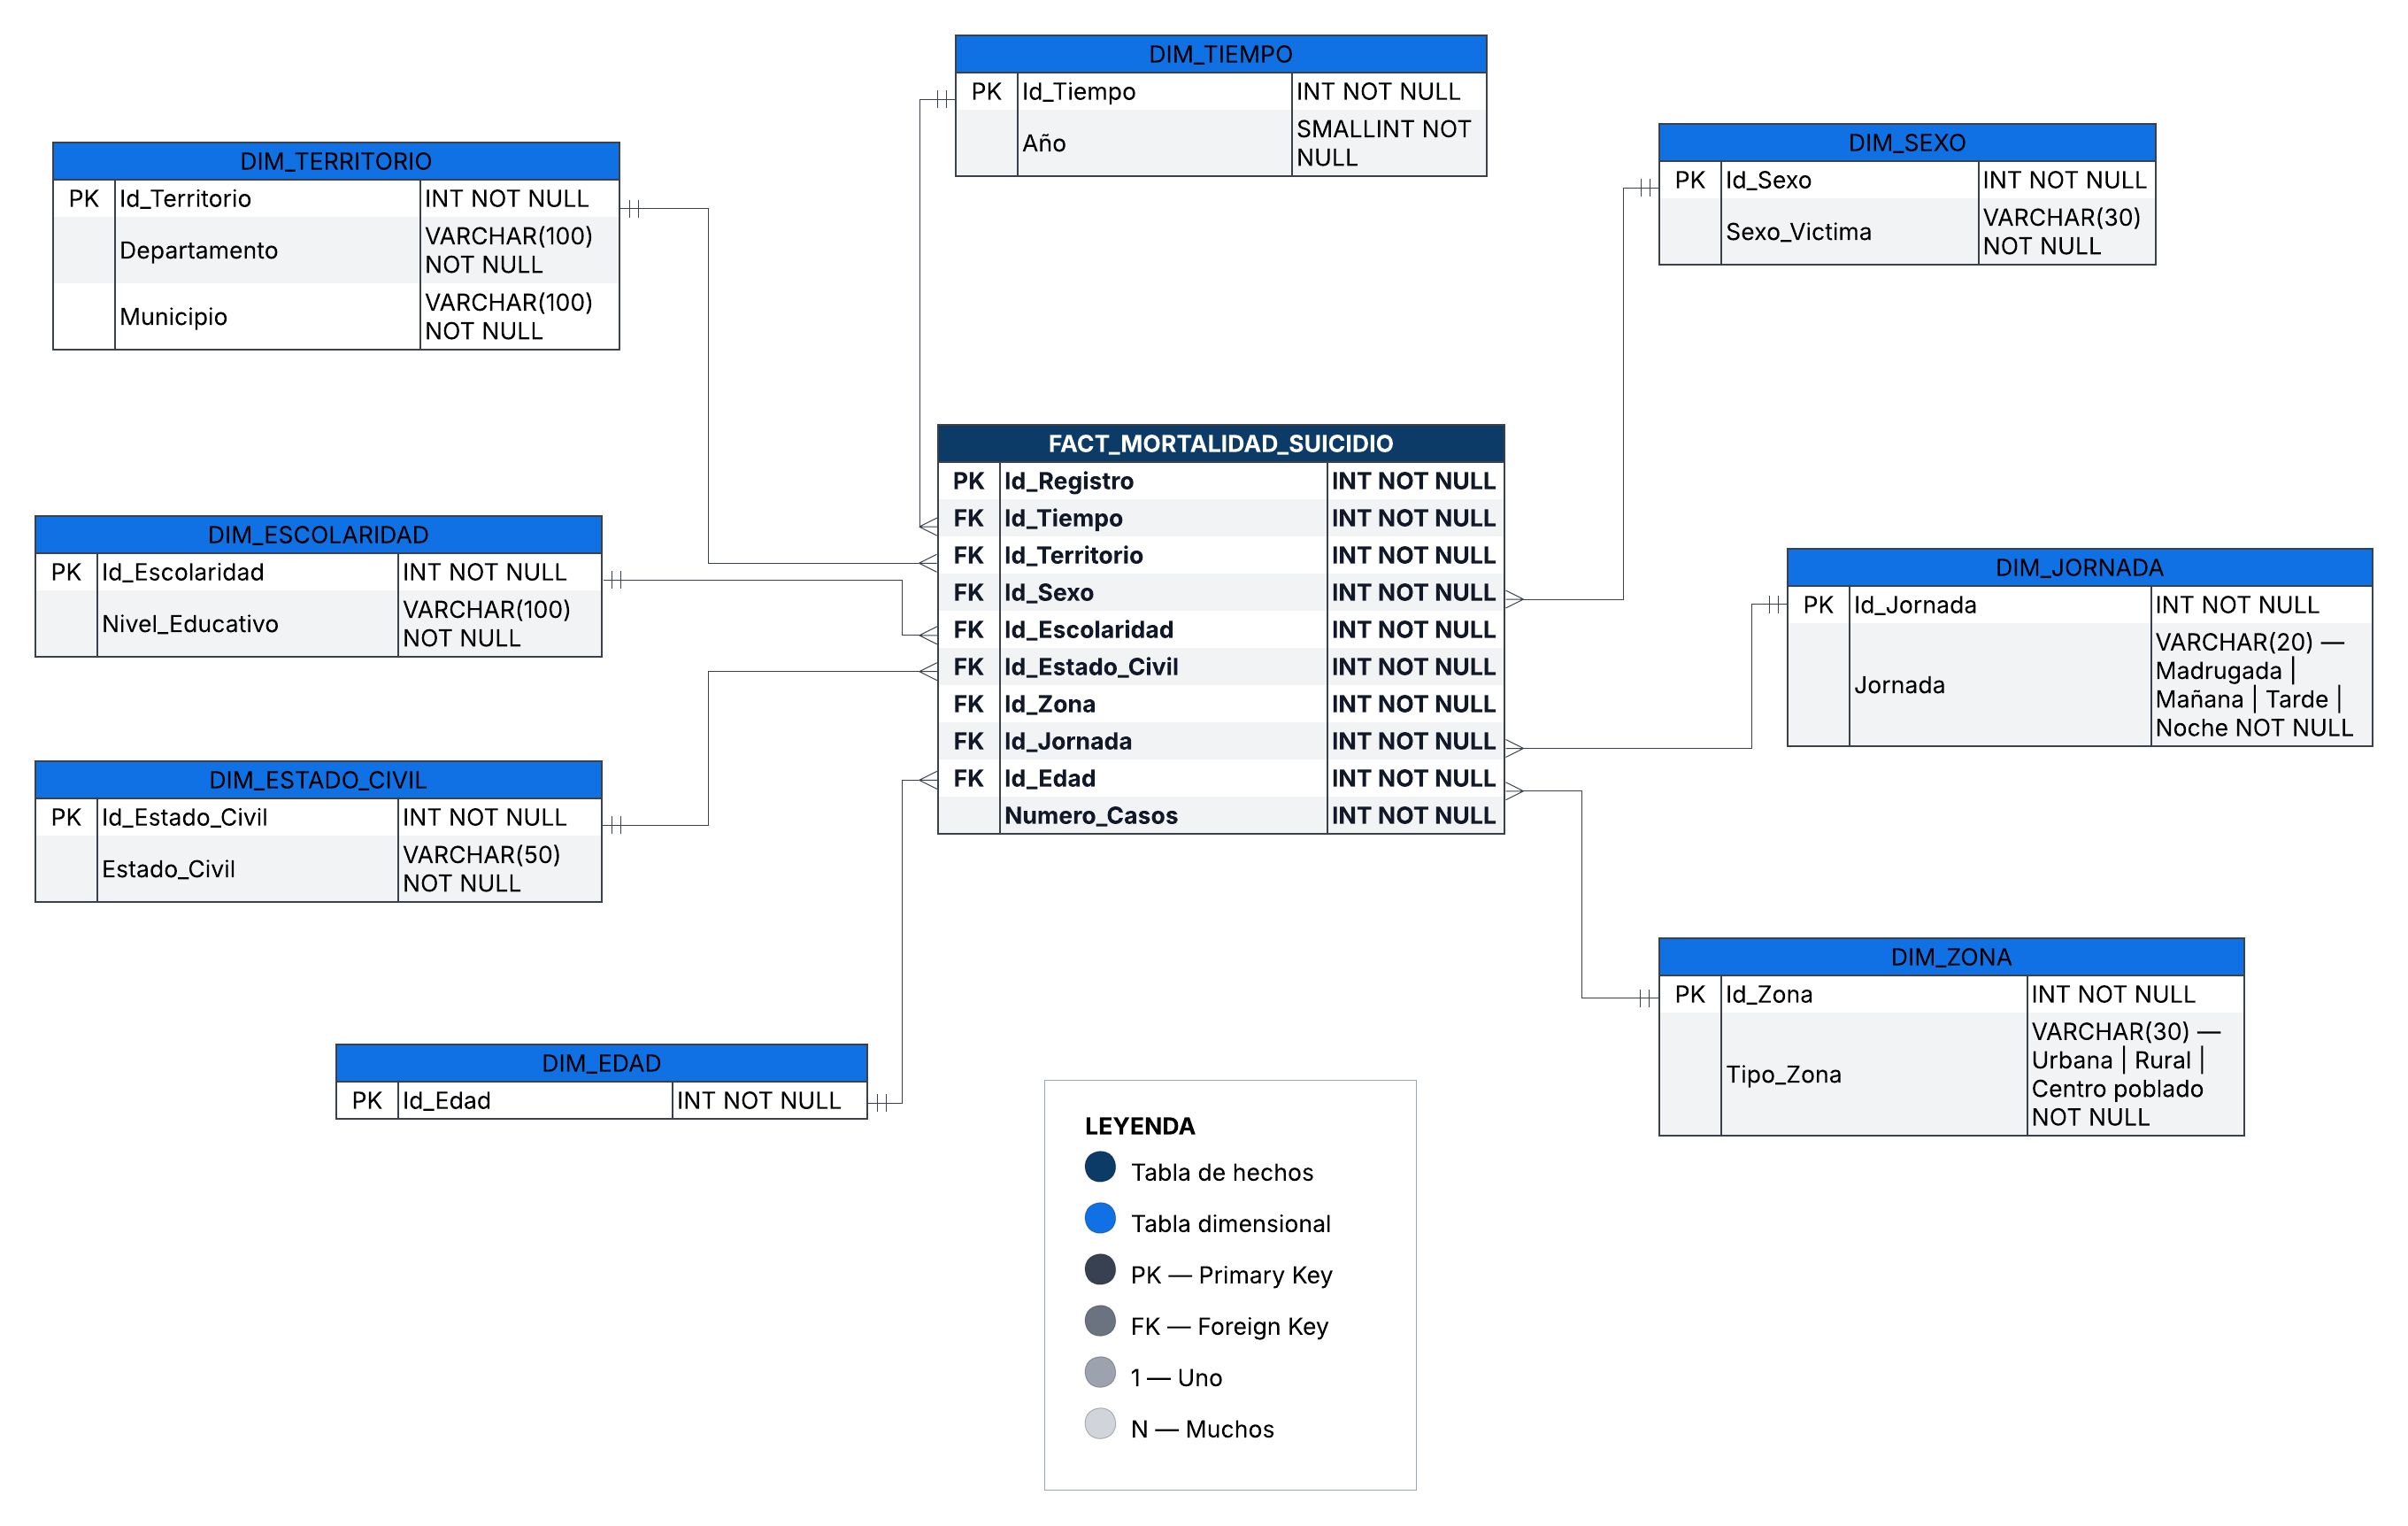 DIM_TIEMPO
PK Id_Tiempo INT NOT NULL
Año SMALLINT NOT
NULL
DIM_TERRITORIO
PK Id_Territorio INT NOT NULL
Departamento VARCHAR(100)
NOT NULL
Municipio VARCHAR(100)
NOT NULL
DIM_SEXO
PK Id_Sexo INT NOT NULL
Sexo_Victima VARCHAR(30)
NOT NULL
FACT_MORTALIDAD_SUICIDIO
PK Id_Registro INT NOT NULL
FK Id_Tiempo INT NOT NULL
FK Id_Territorio INT NOT NULL
FK Id_Sexo INT NOT NULL
FK Id_Escolaridad INT NOT NULL
FK Id_Estado_Civil INT NOT NULL
FK Id_Zona INT NOT NULL
FK Id_Jornada INT NOT NULL
FK Id_Edad INT NOT NULL
Numero_Casos INT NOT NULL
DIM_ESCOLARIDAD
PK Id_Escolaridad INT NOT NULL
Nivel_Educativo VARCHAR(100)
NOT NULL
DIM_JORNADA
PK Id_Jornada INT NOT NULL
Jornada VARCHAR(20) —
Madrugada |
Mañana | Tarde |
Noche NOT NULL
DIM_ESTADO_CIVIL
PK Id_Estado_Civil INT NOT NULL
Estado_Civil VARCHAR(50)
NOT NULL
DIM_ZONA
PK Id_Zona INT NOT NULL
Tipo_Zona VARCHAR(30) —
Urbana | Rural |
Centro poblado
NOT NULL
DIM_EDAD
PK Id_Edad INT NOT NULL
LEYENDA
Tabla de hechos
Tabla dimensional
PK — Primary Key
FK — Foreign Key
1 — Uno
N — Muchos